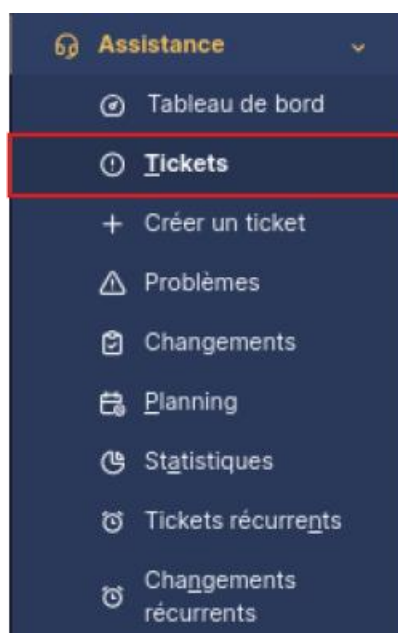 Assistance
Tableau de bord
Tickets
Créer un ticket
Problèmes
Changements
Planning
Statistiques
Tickets récurrents
Changements
récurrents